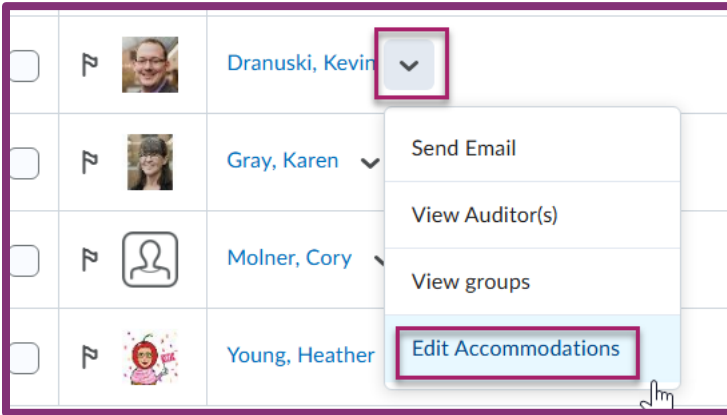 Dranuski, Kevin
Send Email
Gray, Karen
View Auditor(s)
Molner, Cory
View groups
Young, Heather
Edit Accommodations